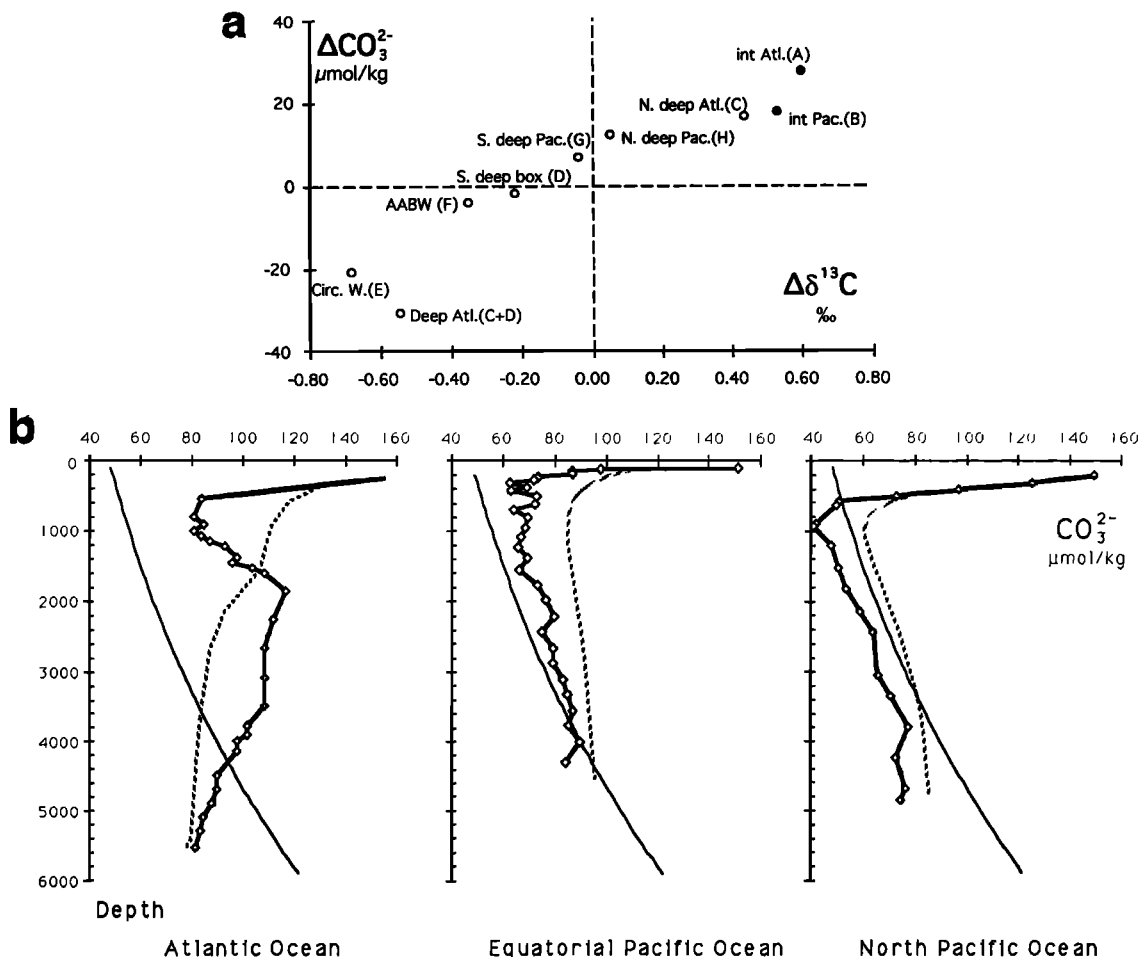 a
ΔCO₃²⁻
μmol/kg
40
20
0
-20
-40
int Atl.(A)
N. deep Atl.(C)
int Pac.(B)
S. deep Pac.(G)
N. deep Pac.(H)
S. deep box (D)
AABW (F)
Circ. W.(E)
Deep Atl.(C+D)
Δδ¹³C
‰
-0.80 -0.60 -0.40 -0.20 0.00 0.20 0.40 0.60 0.80
b
40 60 80 100 120 160
40 60 80 100 120 160
40 60 80 100 120 160
0
1000
2000
3000
4000
5000
6000
CO₃²⁻
μmol/kg
Depth
Atlantic Ocean
Equatorial Pacific Ocean
North Pacific Ocean